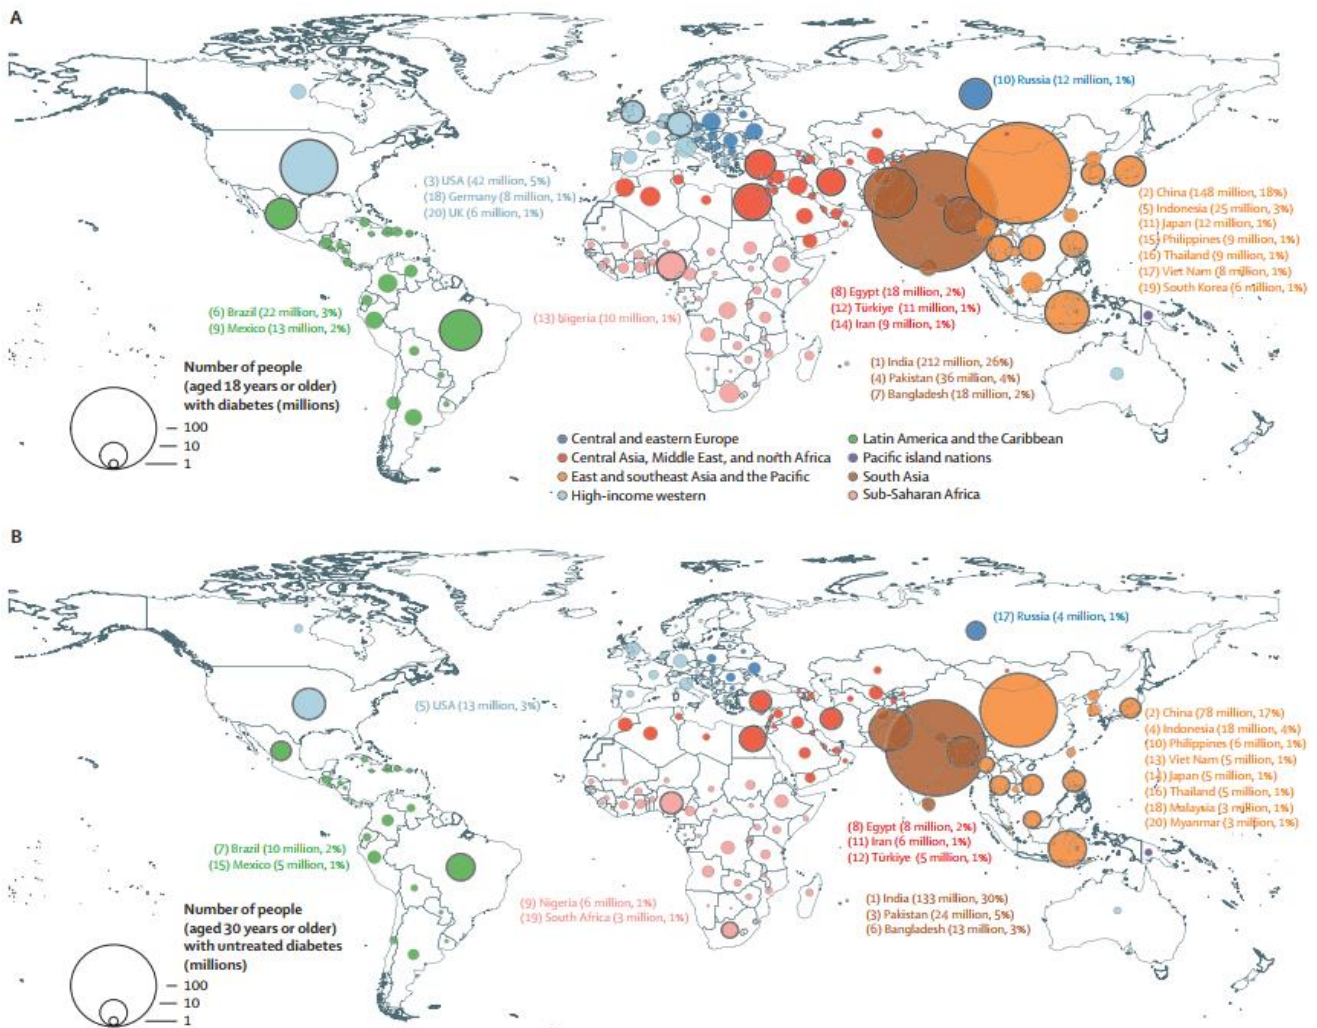 A
(10) Russia (12 million, 1%)
(3) USA (42 million, 5%)
(18) Germany (8 million, 1%)
(20) UK (6 million, 1%)
(2) China (148 million, 18%)
(5) Indonesia (25 million, 3%)
(11) Japan (12 million, 1%)
(15) Philippines (9 million, 1%)
(16) Thailand (9 million, 1%)
(17) Viet Nam (8 million, 1%)
(19) South Korea (6 million, 1%)
(6) Brazil (22 million, 3%)
(9) Mexico (13 million, 2%)
(13) Nigeria (10 million, 1%)
(8) Egypt (18 million, 2%)
(12) Türkiye (11 million, 1%)
(14) Iran (9 million, 1%)
(1) India (212 million, 26%)
(4) Pakistan (36 million, 4%)
(7) Bangladesh (18 million, 2%)
Number of people
(aged 18 years or older)
with diabetes (millions)
100
10
1
Central and eastern Europe
Central Asia, Middle East, and north Africa
East and southeast Asia and the Pacific
High-income western
Latin America and the Caribbean
Pacific island nations
South Asia
Sub-Saharan Africa
B
(17) Russia (4 million, 1%)
(5) USA (13 million, 3%)
(2) China (78 million, 17%)
(4) Indonesia (18 million, 4%)
(10) Philippines (6 million, 1%)
(13) Viet Nam (5 million, 1%)
(14) Japan (5 million, 1%)
(16) Thailand (5 million, 1%)
(18) Malaysia (3 million, 1%)
(20) Myanmar (3 million, 1%)
(7) Brazil (10 million, 2%)
(15) Mexico (5 million, 1%)
(8) Egypt (8 million, 2%)
(11) Iran (6 million, 1%)
(12) Türkiye (5 million, 1%)
(9) Nigeria (6 million, 1%)
(19) South Africa (3 million, 1%)
(1) India (133 million, 30%)
(3) Pakistan (24 million, 5%)
(6) Bangladesh (13 million, 3%)
Number of people
(aged 30 years or older)
with untreated diabetes
(millions)
100
10
1